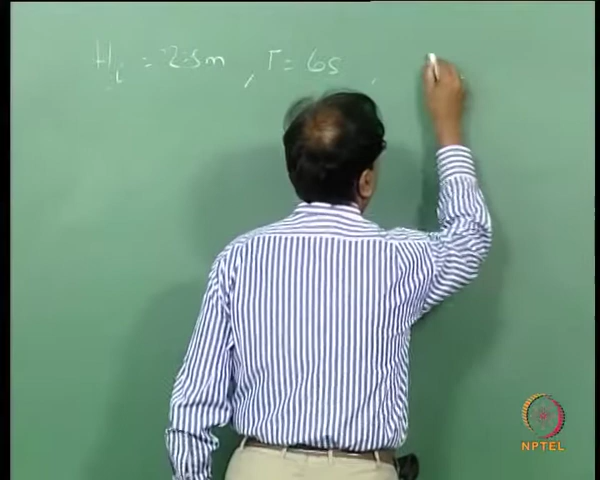 Hi = 2.5m, T = 6s,
NPTEL